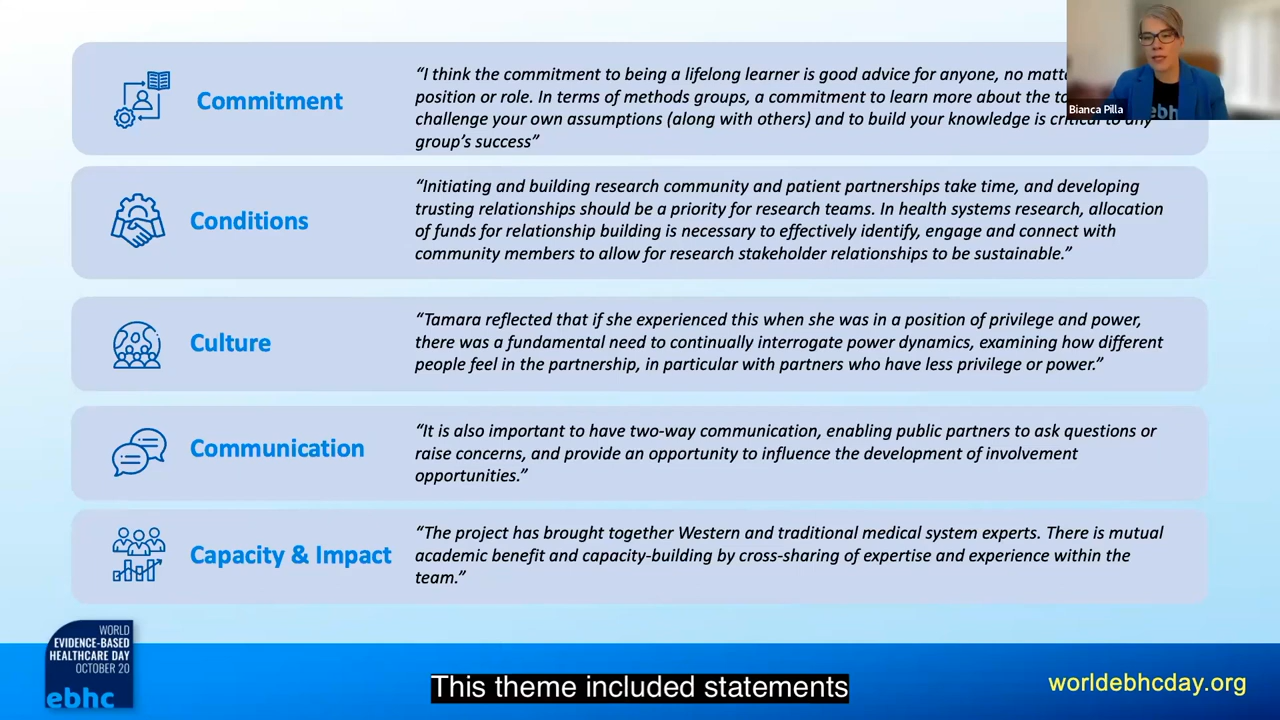 Commitment
“I think the commitment to being a lifelong learner is good advice for anyone, no
position or role. In terms of methods groups, a commitment to learn more about the
challenge your own assumptions (along with others) and to build your knowledge is critical to any
group’s success”
Bianca Pilla
ebh
Conditions
“Initiating and building research community and patient partnerships take time, and developing
trusting relationships should be a priority for research teams. In health systems research, allocation
of funds for relationship building is necessary to effectively identify, engage and connect with
community members to allow for research stakeholder relationships to be sustainable.”
Culture
“Tamara reflected that if she experienced this when she was in a position of privilege and power,
there was a fundamental need to continually interrogate power dynamics, examining how different
people feel in the partnership, in particular with partners who have less privilege or power.”
Communication
“It is also important to have two-way communication, enabling public partners to ask questions or
raise concerns, and provide an opportunity to influence the development of involvement
opportunities.”
Capacity & Impact
“The project has brought together Western and traditional medical system experts. There is mutual
academic benefit and capacity-building by cross-sharing of expertise and experience within the
team.”
WORLD
EVIDENCE-BASED
HEALTHCARE DAY
OCTOBER 20
ebhc
This theme included statements
worldebhcday.org